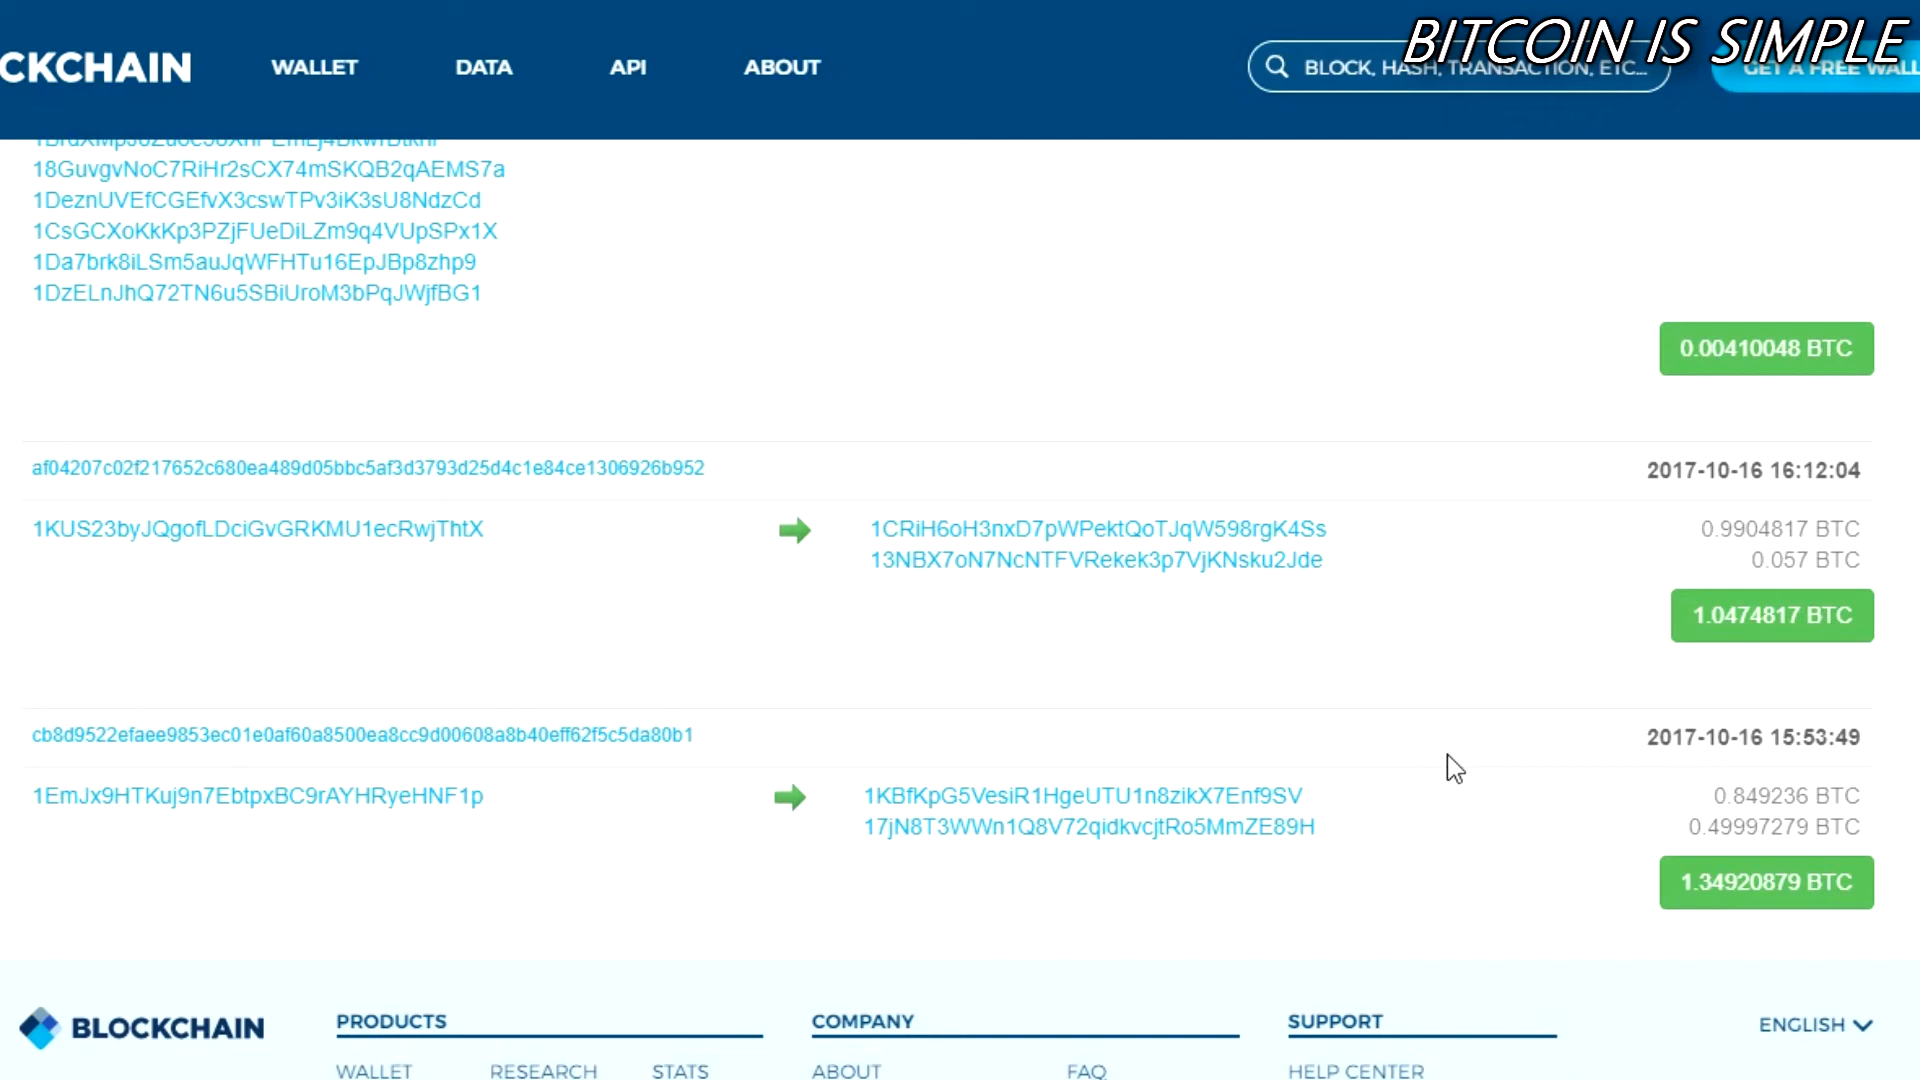 BITCOIN IS SIMPLE
CKCHAIN WALLET DATA API ABOUT BLOCK, HASH, TRANSACTION, ETC... GET A FREE WALL
18GuvgvNoC7RiHr2sCX74mSKQB2qAEMS7a
1DeznUVEfCGEfvX3cswTPv3iK3sU8NdzCd
1CsGCXoKkKp3PZjFUeDiLZm9q4VUpSPx1X
1Da7brk8iLSm5auJqWFHTu16EpJBp8zhp9
1DzELnJhQ72TN6u5SBiUroM3bPqJWjfBG1
0.00410048 BTC
af04207c02f217652c680ea489d05bbc5af3d3793d25d4c1e84ce1306926b952 2017-10-16 16:12:04
1KUS23byJQgofLDciGvGRKMU1ecRwjThtX 1CRiH6oH3nxD7pWPektQoTJqW598rgK4Ss 0.9904817 BTC
13NBX7oN7NcNTFVRekek3p7VjKNsku2Jde 0.057 BTC
1.0474817 BTC
cb8d9522efaee9853ec01e0af60a8500ea8cc9d00608a8b40eff62f5c5da80b1 2017-10-16 15:53:49
1EmJx9HTKuj9n7EbtpxBC9rAYHRyeHNF1p 1KBfKpG5VesiR1HgeUTU1n8zikX7Enf9SV 0.849236 BTC
17jN8T3WWn1Q8V72qidkvcjtRo5MmZE89H 0.49997279 BTC
1.34920879 BTC
BLOCKCHAIN PRODUCTS COMPANY SUPPORT ENGLISH
WALLET RESEARCH STATS ABOUT FAQ HELP CENTER